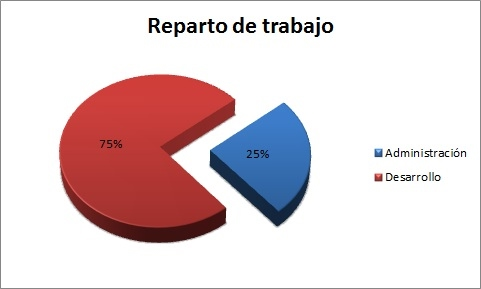 Reparto de trabajo
75%
25%
Administración
Desarrollo